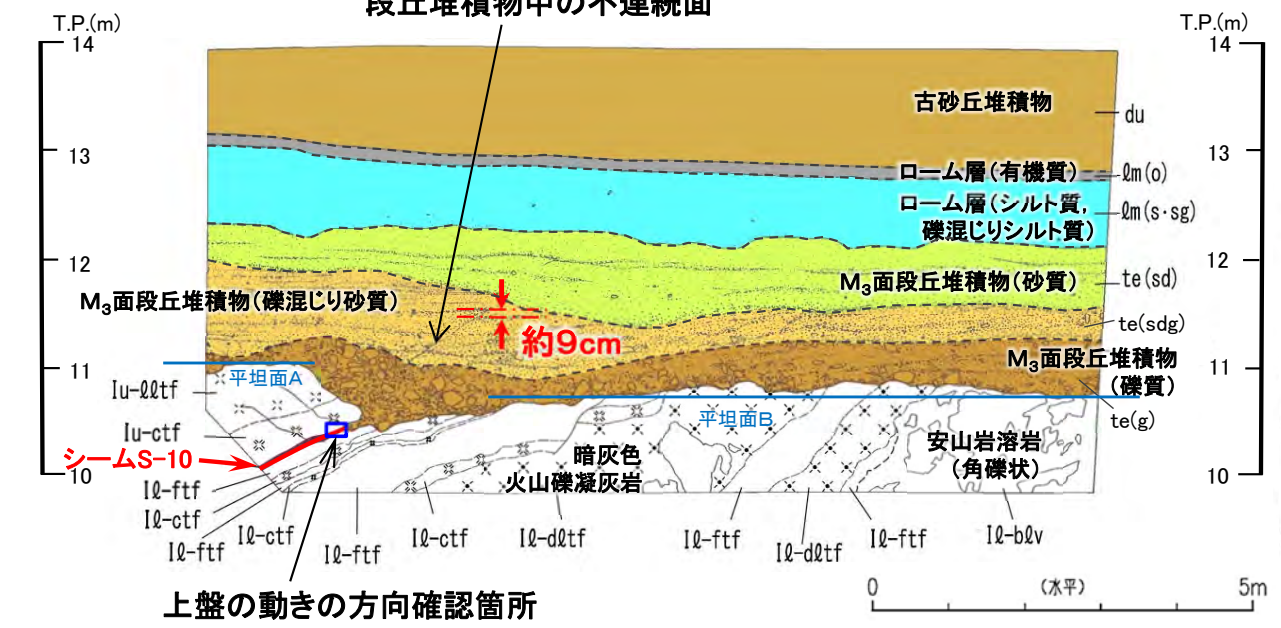 段丘堆積物中の不連続面
T.P.(m)
T.P.(m)
14
14
古砂丘堆積物
du
13
13
ローム層(有機質)
ℓm(o)
ローム層(シルト質,
礫混じりシルト質)
ℓm(s·sg)
12
12
M₃面段丘堆積物(砂質)
te(sd)
M₃面段丘堆積物(礫混じり砂質)
約9cm
te(sdg)
11
11
M₃面段丘堆積物
(礫質)
te(g)
平坦面A
平坦面B
Iu-ℓℓtf
Iu-ctf
シームS-10
10
10
暗灰色
火山礫凝灰岩
安山岩溶岩
(角礫状)
Iℓ-ftf
Iℓ-ctf
Iℓ-ftf
Iℓ-ctf
Iℓ-ftf
Iℓ-ctf
Iℓ-dℓtf
Iℓ-ftf
Iℓ-dℓtf
Iℓ-ftf
Iℓ-bℓv
上盤の動きの方向確認箇所
0
(水平)
5m